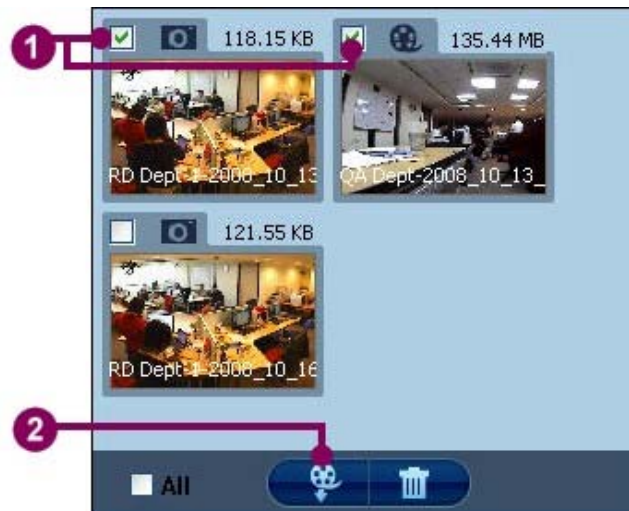 1
118.15 KB
135.44 MB
RD Dept-1-2008_10_13
QA Dept-2008_10_13_
121.55 KB
RD Dept-1-2008_10_16
2
All